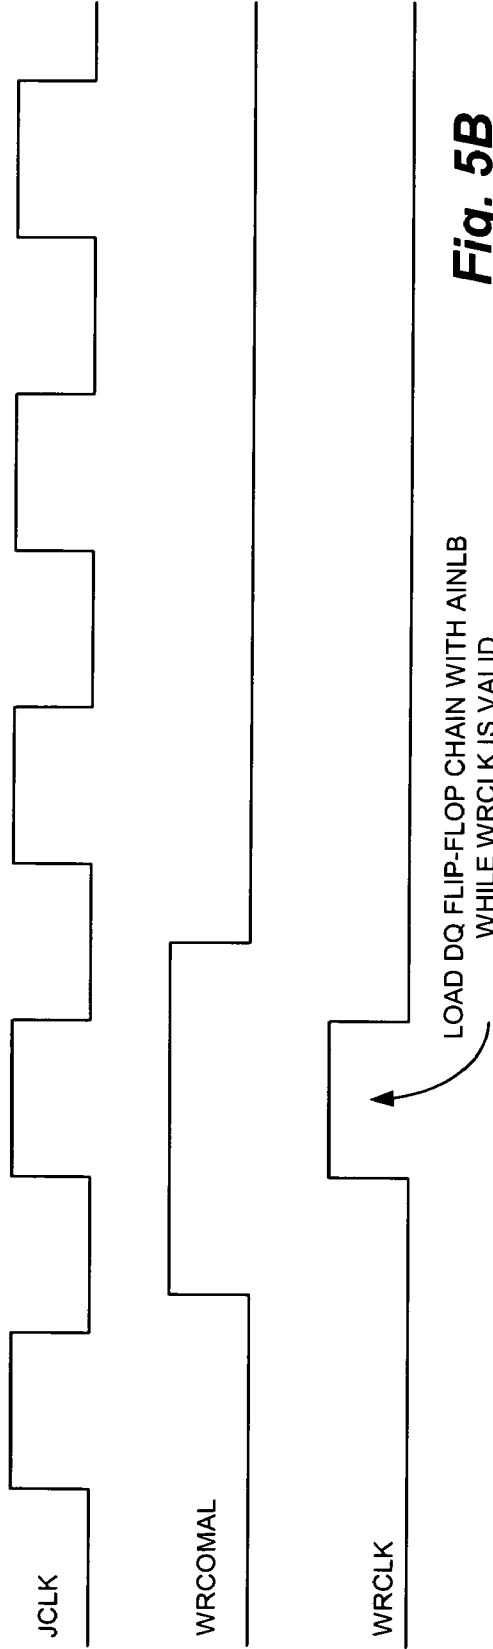 JCLK
WRCOMAL
WRCLK
LOAD DQ FLIP-FLOP CHAIN WITH AINLB
WHILE WRCLK IS VALID
Fig. 5B